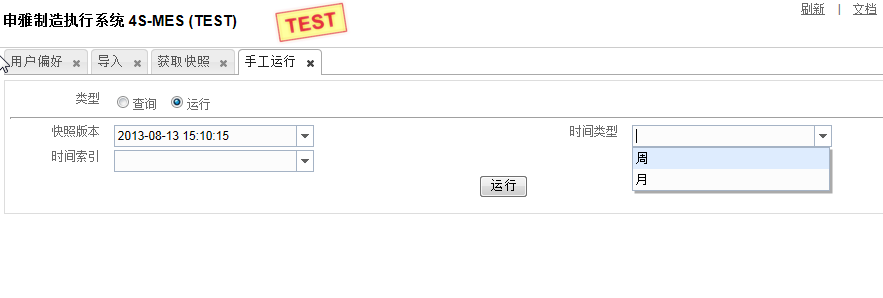 刷新 | 文档
申雅制造执行系统 4S-MES (TEST)
TEST
用户偏好 × 导入 × 获取快照 × 手工运行 ×
类型 查询 运行
快照版本 2013-08-13 15:10:15 时间类型
周
时间索引
月
运行